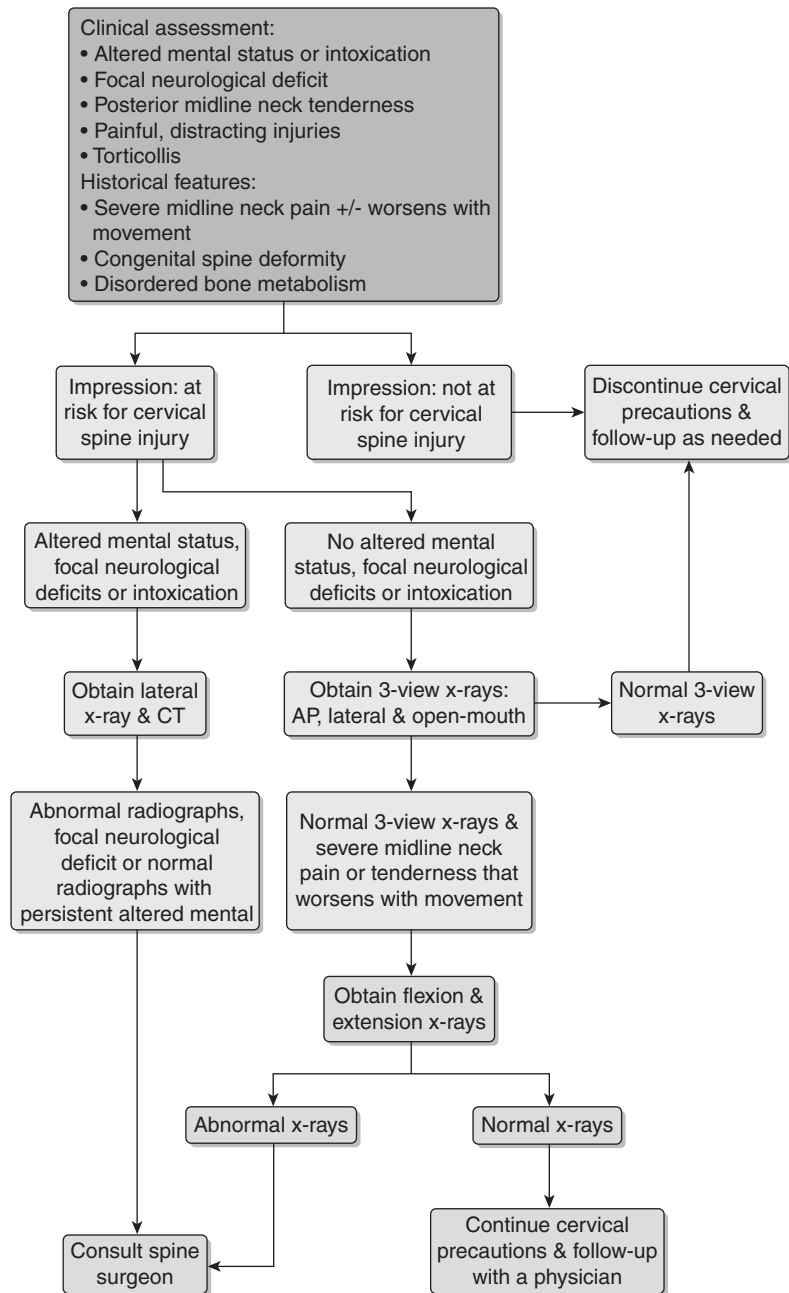 Clinical assessment:
• Altered mental status or intoxication
• Focal neurological deficit
• Posterior midline neck tenderness
• Painful, distracting injuries
• Torticollis
Historical features:
• Severe midline neck pain +/- worsens with
movement
• Congenital spine deformity
• Disordered bone metabolism
Impression: at
risk for cervical
spine injury
Impression: not at
risk for cervical
spine injury
Discontinue cervical
precautions &
follow-up as needed
Altered mental status,
focal neurological
deficits or intoxication
No altered mental
status, focal neurological
deficits or intoxication
Obtain lateral
x-ray & CT
Obtain 3-view x-rays:
AP, lateral & open-mouth
Normal 3-view
x-rays
Abnormal radiographs,
focal neurological
deficit or normal
radiographs with
persistent altered mental
Normal 3-view x-rays &
severe midline neck
pain or tenderness that
worsens with movement
Obtain flexion &
extension x-rays
Abnormal x-rays
Normal x-rays
Consult spine
surgeon
Continue cervical
precautions & follow-up
with a physician